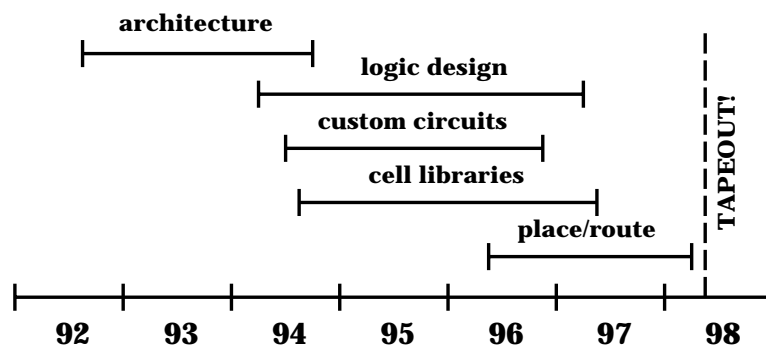 architecture
logic design
custom circuits
cell libraries
place/route
TAPEOUT!
92 93 94 95 96 97 98